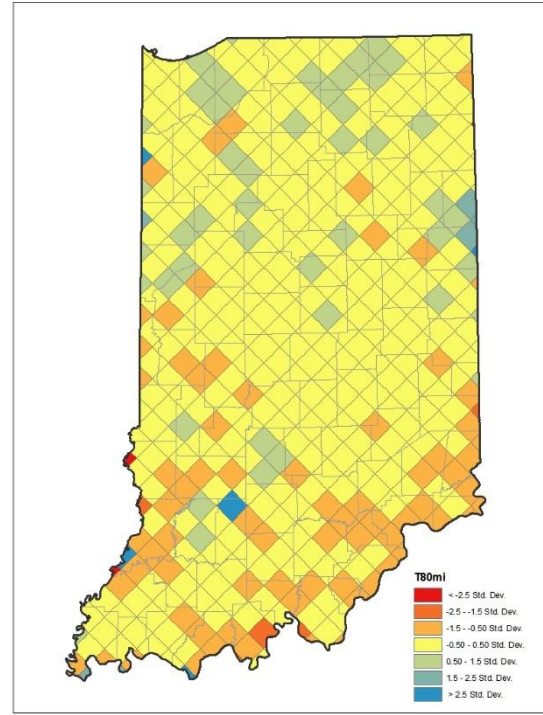 T80mi
< -2.5 Std. Dev.
-2.5 - -1.5 Std. Dev.
-1.5 - -0.50 Std. Dev.
-0.50 - 0.50 Std. Dev.
0.50 - 1.5 Std. Dev.
1.5 - 2.5 Std. Dev.
> 2.5 Std. Dev.